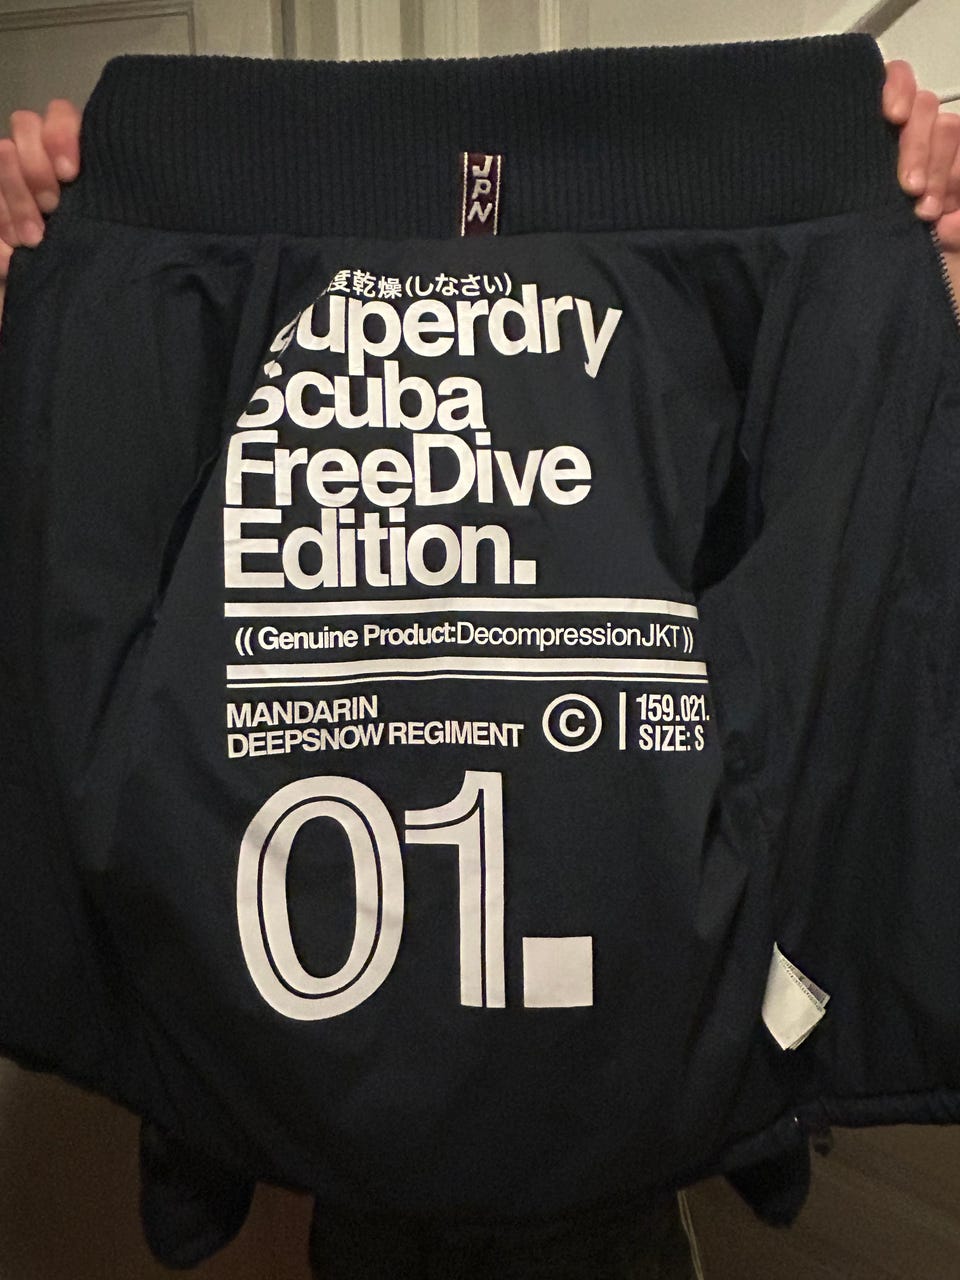 JPN
度乾燥(しなさい)
Superdry
Scuba
FreeDive
Edition.
(( Genuine Product:DecompressionJKT ))
MANDARIN
DEEPSNOW REGIMENT
©
159.021.
SIZE: S
01.